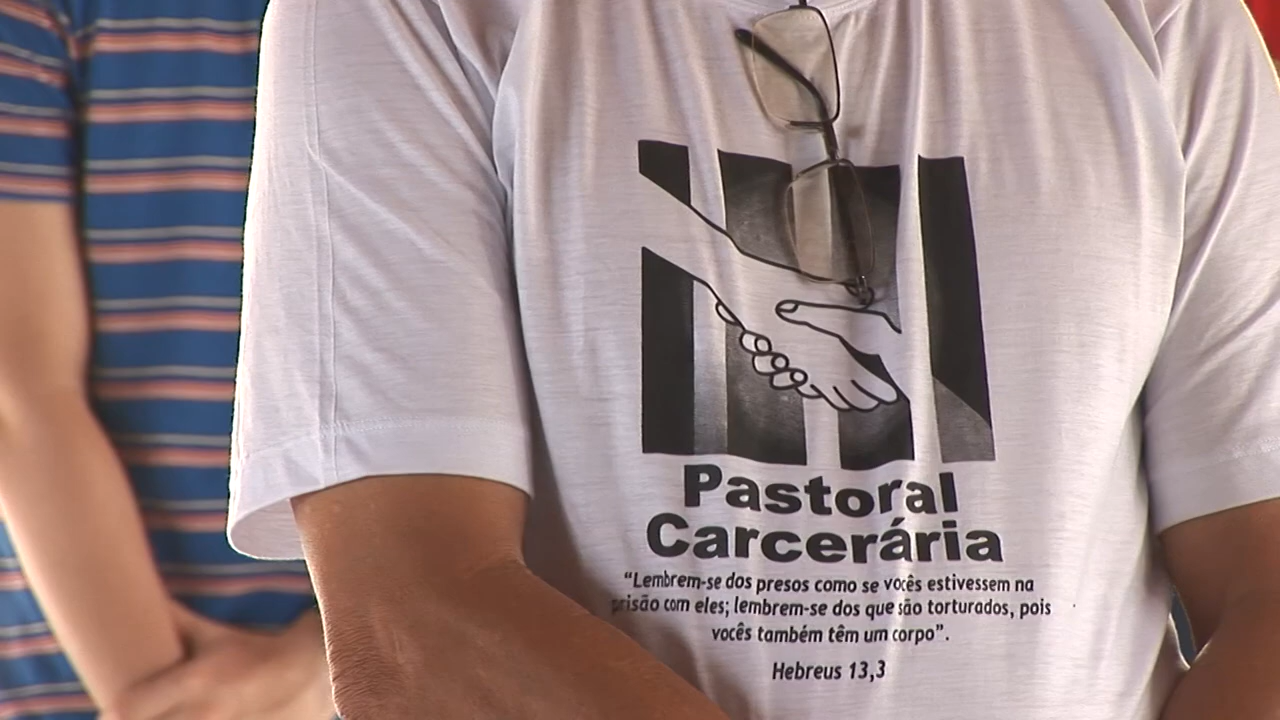 Pastoral
Carcerária
“Lembrem-se dos presos como se vocês estivessem na
prisão com eles; lembrem-se dos que são torturados, pois
vocês também têm um corpo”.
Hebreus 13,3